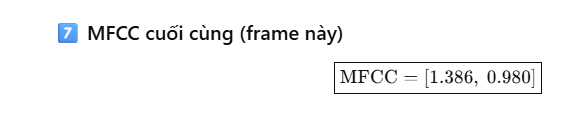 7️⃣ MFCC cuối cùng (frame này)
MFCC = [1.386, 0.980]